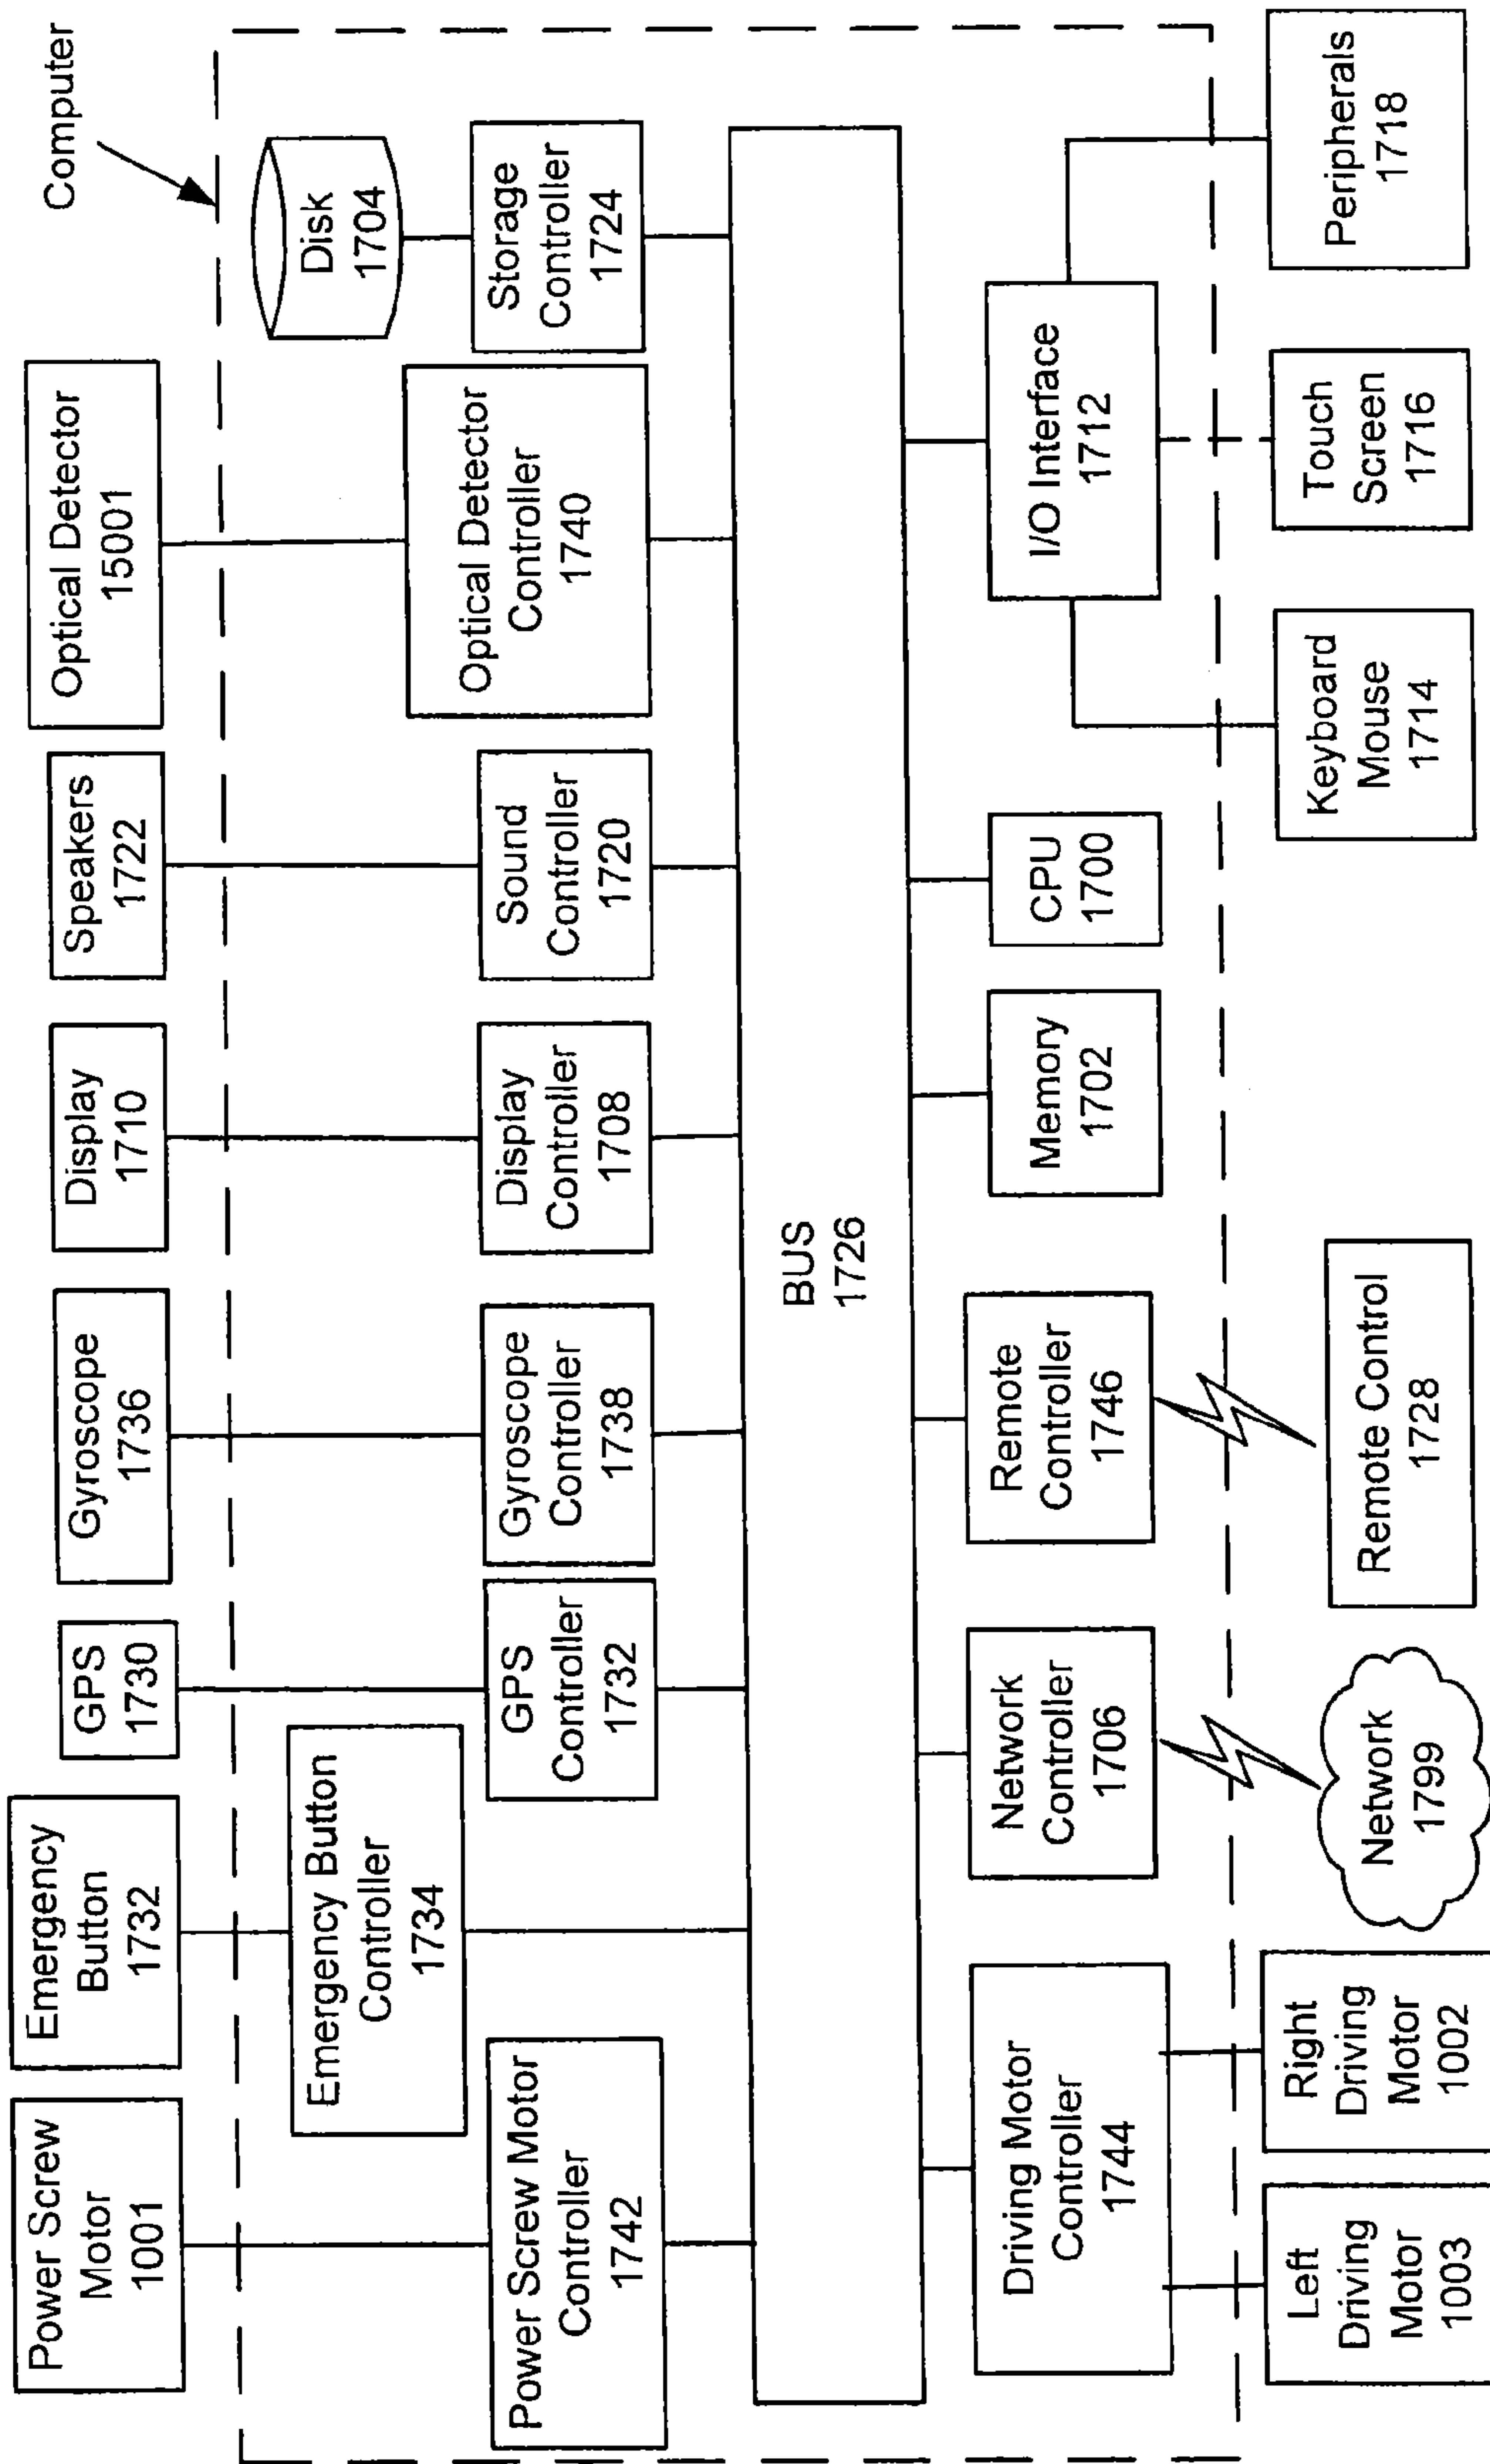 Computer
Power Screw
Motor
1001
Emergency
Button
1732
GPS
1730
Gyroscope
1736
Display
1710
Speakers
1722
Optical Detector
15001
Disk
1704
Emergency Button
Controller
1734
Power Screw Motor
Controller
1742
GPS
Controller
1732
Gyroscope
Controller
1738
Display
Controller
1708
Sound
Controller
1720
Optical Detector
Controller
1740
Storage
Controller
1724
BUS
1726
Driving Motor
Controller
1744
Network
Controller
1706
Remote
Controller
1746
Memory
1702
CPU
1700
I/O Interface
1712
Left
Driving
Motor
1003
Right
Driving
Motor
1002
Network
1799
Remote Control
1728
Keyboard
Mouse
1714
Touch
Screen
1716
Peripherals
1718